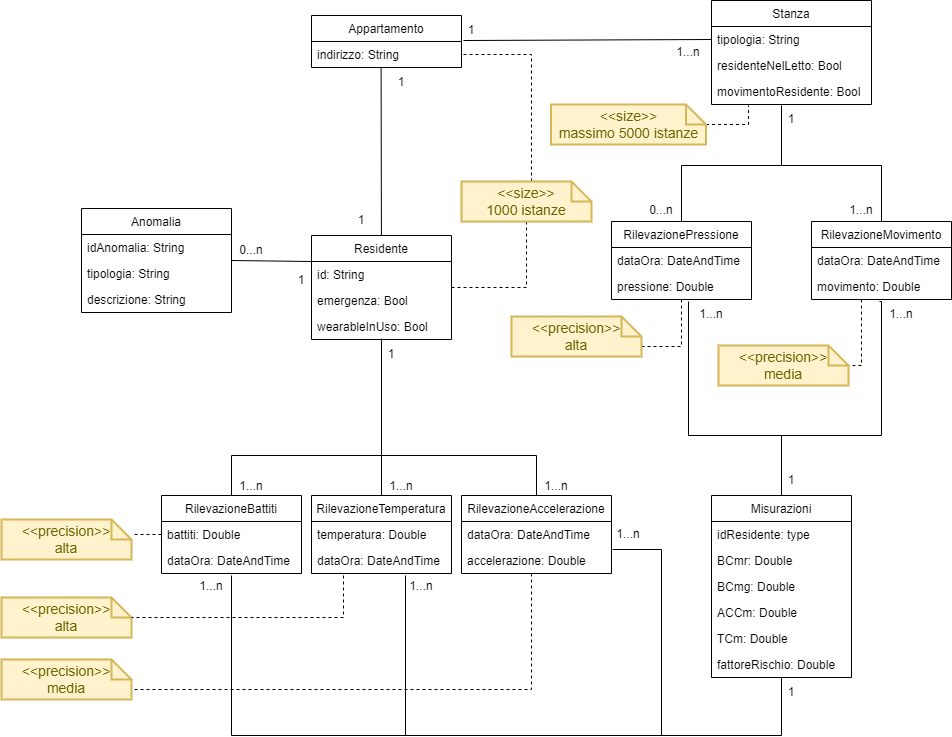 Appartamento
indirizzo: String
1
1
1...n
Stanza
tipologia: String
residenteNelLetto: Bool
movimentoResidente: Bool
1
<<size>>
massimo 5000 istanze
<<size>>
1000 istanze
1
Anomalia
idAnomalia: String
tipologia: String
descrizione: String
0...n
1
Residente
id: String
emergenza: Bool
wearableInUso: Bool
1
0...n
RilevazionePressione
dataOra: DateAndTime
pressione: Double
1...n
1...n
RilevazioneMovimento
dataOra: DateAndTime
movimento: Double
1...n
<<precision>>
alta
<<precision>>
media
1...n
RilevazioneBattiti
battiti: Double
dataOra: DateAndTime
1...n
1...n
RilevazioneTemperatura
temperatura: Double
dataOra: DateAndTime
1...n
1...n
RilevazioneAccelerazione
dataOra: DateAndTime
accelerazione: Double
1...n
1
Misurazioni
idResidente: type
BCmr: Double
BCmg: Double
ACCm: Double
TCm: Double
fattoreRischio: Double
1
<<precision>>
alta
<<precision>>
alta
<<precision>>
media